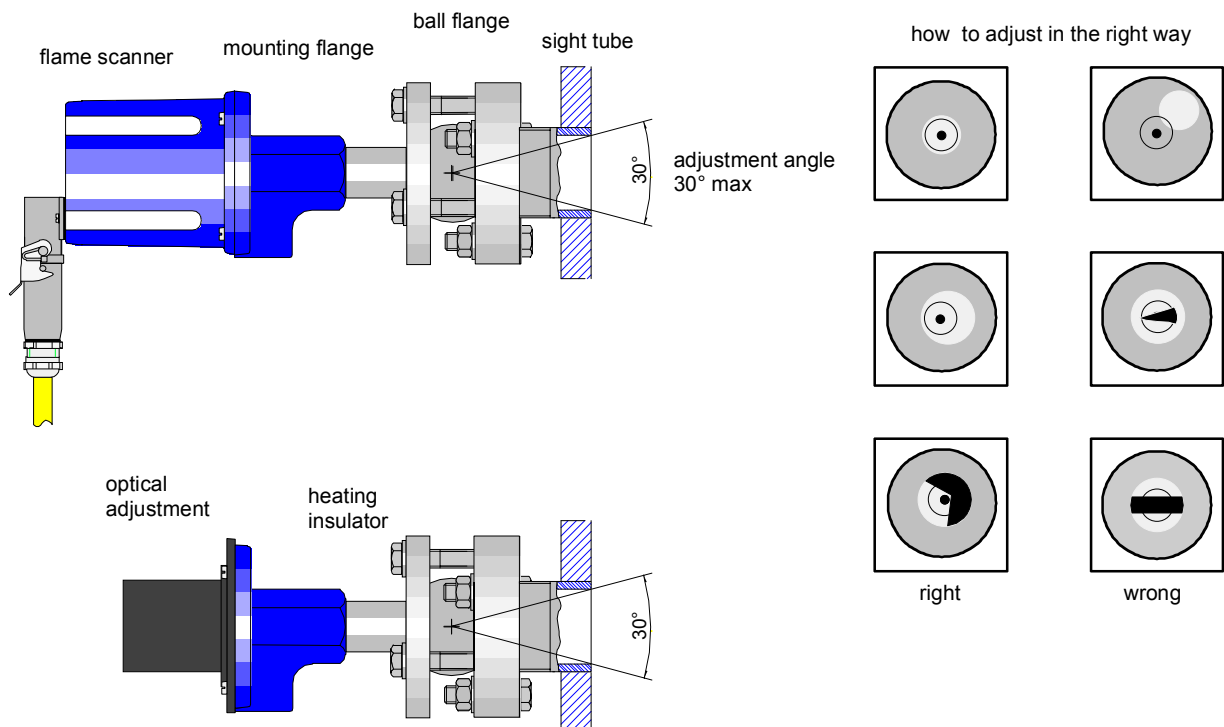 ball flange
mounting flange
sight tube
flame scanner
how to adjust in the right way
30°
adjustment angle
30° max
optical
adjustment
heating
insulator
30°
right
wrong